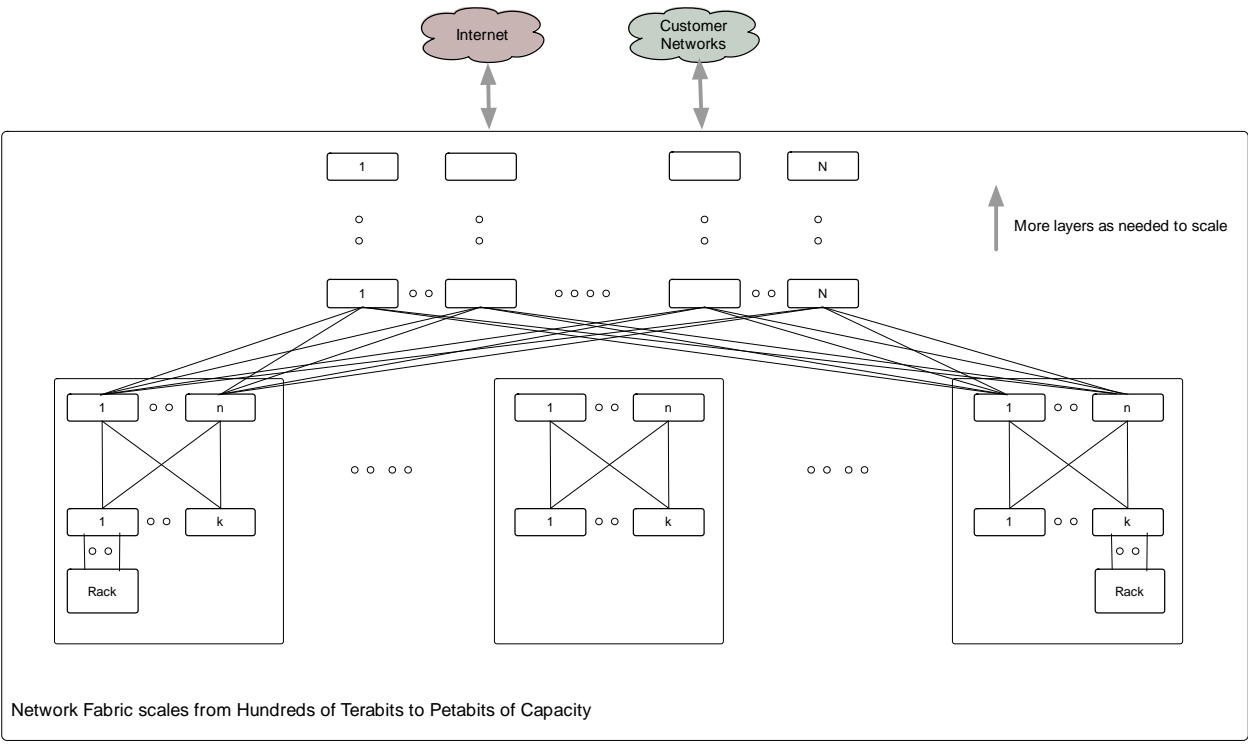 Internet
Customer
Networks
1
N
More layers as needed to scale
1
N
1
n
1
n
1
n
1
k
1
k
1
k
Rack
Rack
Network Fabric scales from Hundreds of Terabits to Petabits of Capacity